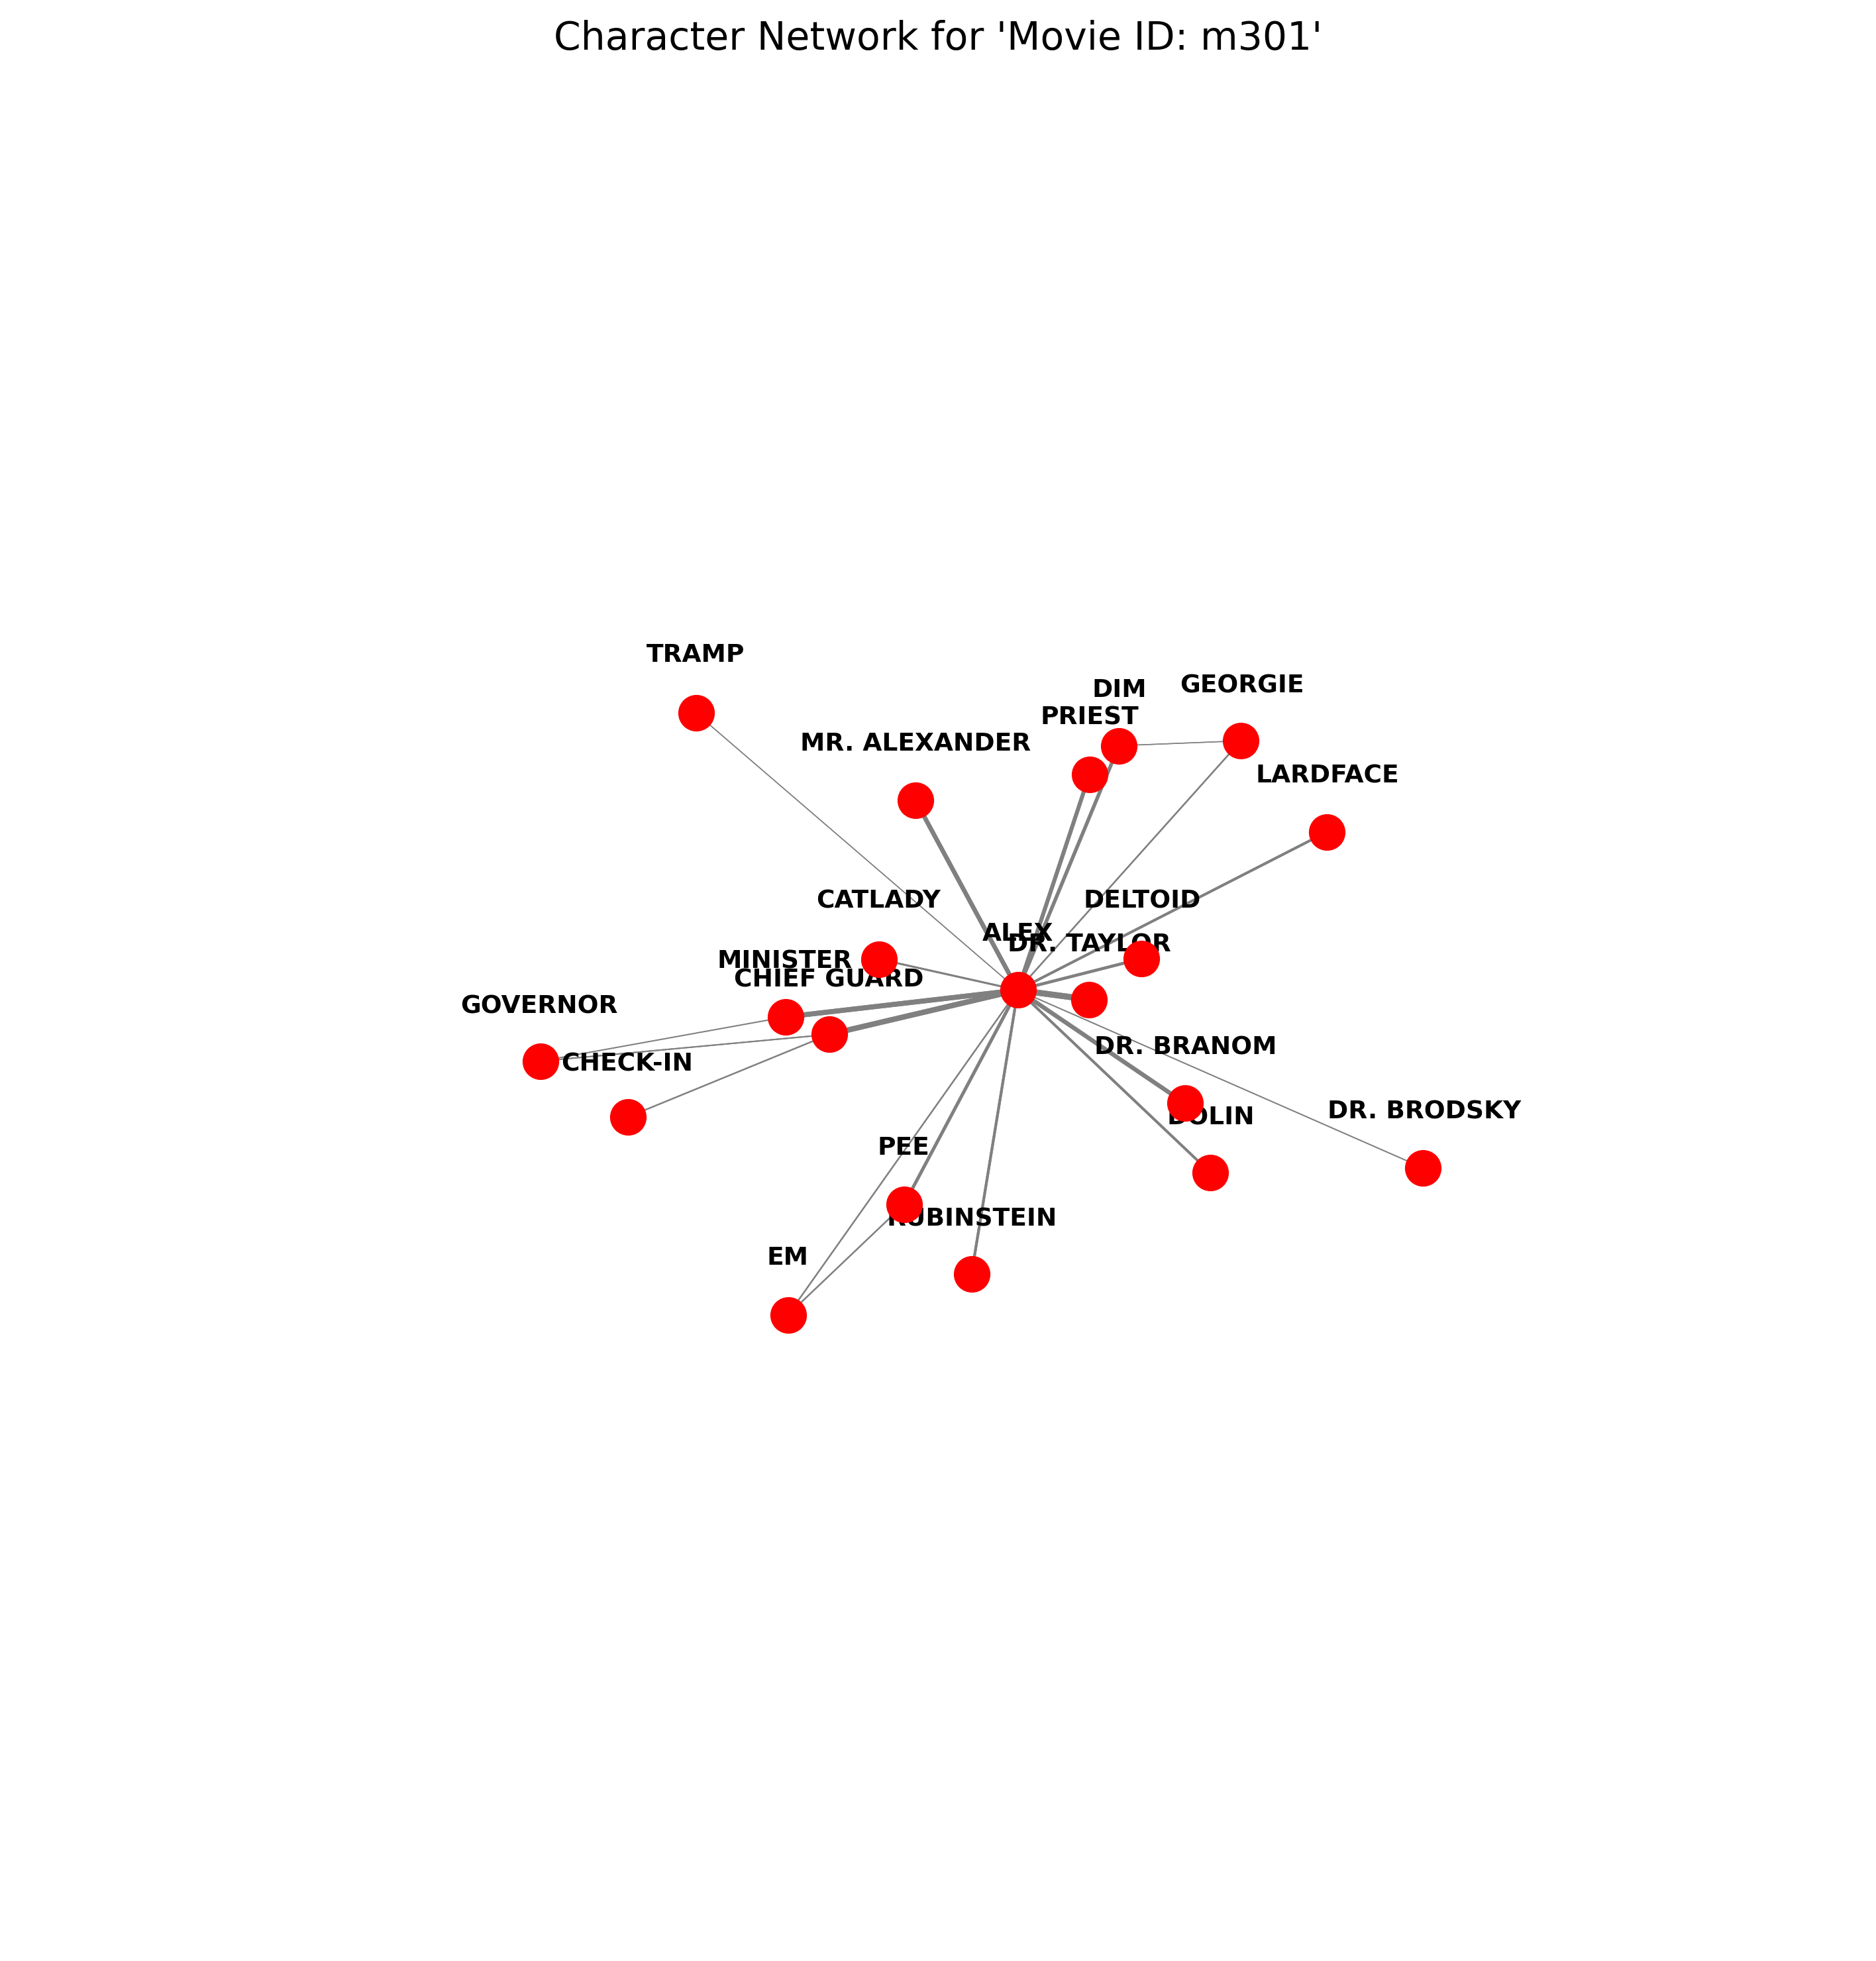 Character Network for 'Movie ID: m301'
TRAMP
GEORGIE
DIM
PRIEST
MR. ALEXANDER
LARDFACE
CATLADY
DELTOID
ALEX
DR. TAYLOR
MINISTER
CHIEF GUARD
GOVERNOR
DR. BRANOM
CHECK-IN
DR. BRODSKY
DOLIN
PEE
RUBINSTEIN
EM